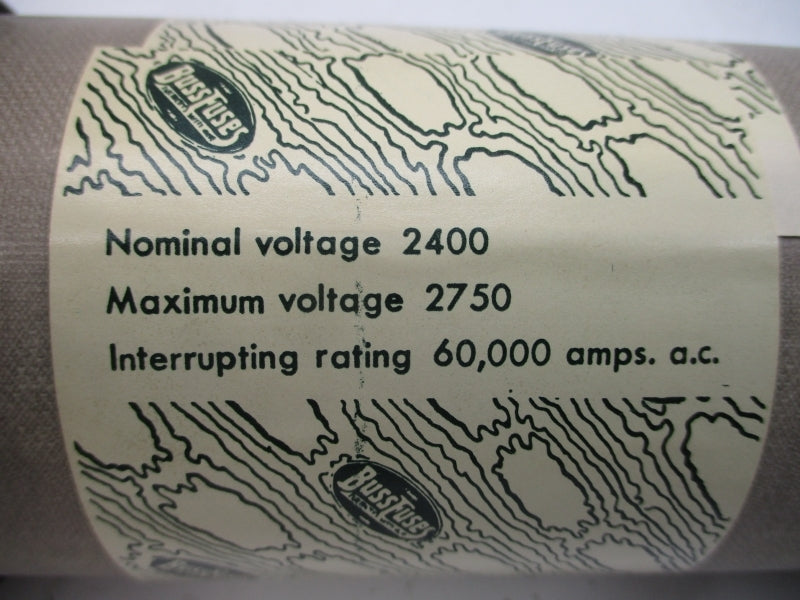 BUSS FUSES
Nominal voltage 2400
Maximum voltage 2750
Interrupting rating 60,000 amps. a.c.
BUSS FUSES